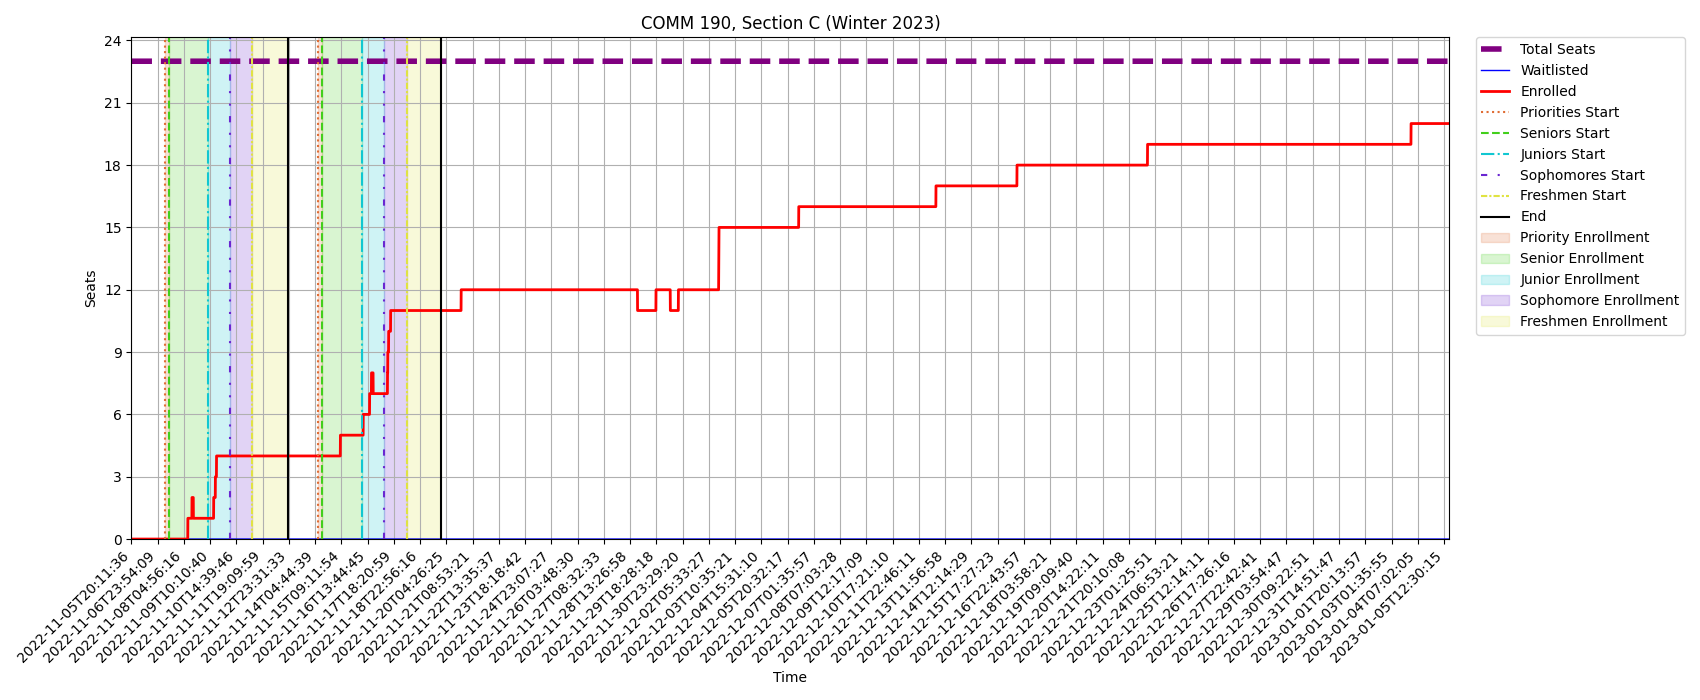 COMM 190, Section C (Winter 2023)
Seats
24
21
18
15
12
9
6
3
0
2022-11-05T20:11:36
2022-11-06T23:54:09
2022-11-08T04:56:16
2022-11-09T10:10:40
2022-11-10T14:39:46
2022-11-11T19:09:59
2022-11-12T23:31:33
2022-11-14T04:44:39
2022-11-15T09:11:54
2022-11-16T13:44:45
2022-11-17T18:20:59
2022-11-18T22:56:16
2022-11-20T04:26:25
2022-11-21T08:53:21
2022-11-22T13:35:37
2022-11-23T18:18:42
2022-11-24T23:07:27
2022-11-26T03:48:30
2022-11-27T08:32:33
2022-11-28T13:26:58
2022-11-29T18:28:18
2022-11-30T23:29:20
2022-12-02T05:33:27
2022-12-03T10:35:21
2022-12-04T15:31:10
2022-12-05T20:32:17
2022-12-07T01:35:57
2022-12-08T07:03:28
2022-12-09T12:17:09
2022-12-10T17:21:10
2022-12-11T22:46:11
2022-12-13T11:56:58
2022-12-14T12:14:29
2022-12-15T17:27:23
2022-12-16T22:43:57
2022-12-18T03:58:21
2022-12-19T09:09:40
2022-12-20T14:22:11
2022-12-21T20:10:08
2022-12-23T01:25:51
2022-12-24T06:53:21
2022-12-25T12:14:11
2022-12-26T17:26:16
2022-12-27T22:42:41
2022-12-29T03:54:47
2022-12-30T09:22:51
2022-12-31T14:51:47
2023-01-01T20:13:57
2023-01-03T01:35:55
2023-01-04T07:02:05
2023-01-05T12:30:15
Time
Total Seats
Waitlisted
Enrolled
Priorities Start
Seniors Start
Juniors Start
Sophomores Start
Freshmen Start
End
Priority Enrollment
Senior Enrollment
Junior Enrollment
Sophomore Enrollment
Freshmen Enrollment